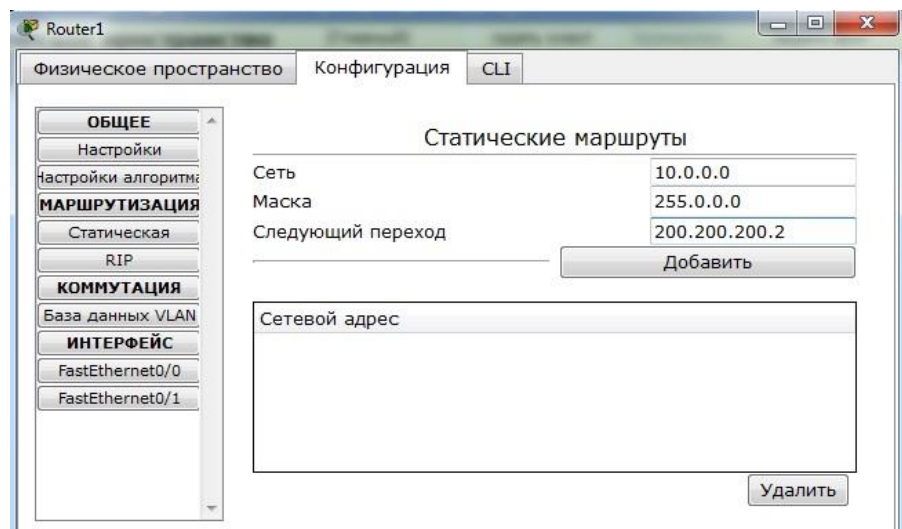 Router1
Физическое пространство
Конфигурация
CLI
ОБЩЕЕ
Настройки
Настройки алгоритма
МАРШРУТИЗАЦИЯ
Статическая
RIP
КОММУТАЦИЯ
База данных VLAN
ИНТЕРФЕЙС
FastEthernet0/0
FastEthernet0/1
Статические маршруты
Сеть 10.0.0.0
Маска 255.0.0.0
Следующий переход 200.200.200.2
Добавить
Сетевой адрес
Удалить